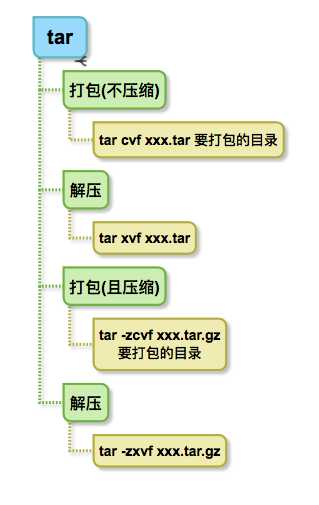 tar
打包(不压缩)
tar cvf xxx.tar 要打包的目录
解压
tar xvf xxx.tar
打包(且压缩)
tar -zcvf xxx.tar.gz
要打包的目录
解压
tar -zxvf xxx.tar.gz